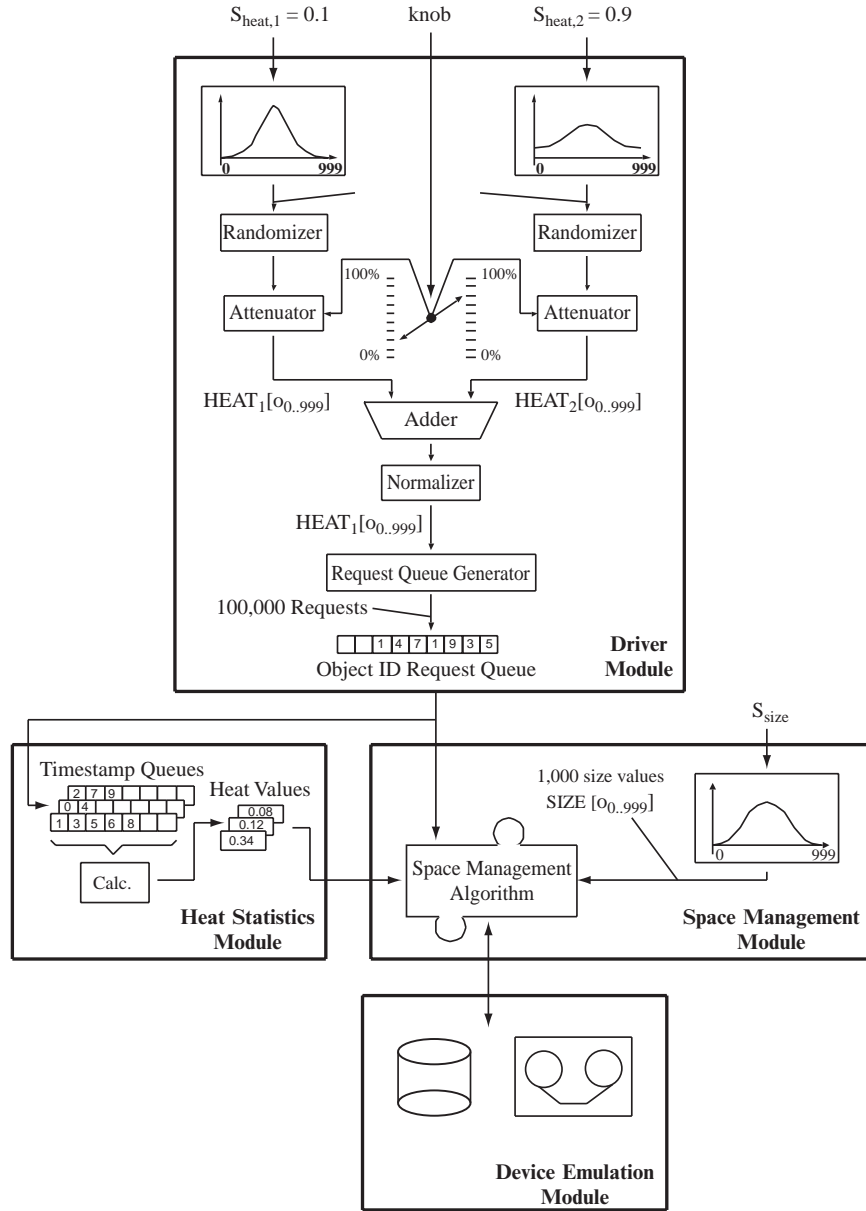 S_heat,1 = 0.1
knob
S_heat,2 = 0.9
0 999
0 999
Randomizer
Randomizer
100%
100%
Attenuator
Attenuator
0%
0%
HEAT_1[o_0..999]
HEAT_2[o_0..999]
Adder
Normalizer
HEAT_1[o_0..999]
Request Queue Generator
100,000 Requests
1 4 7 1 9 3 5
Object ID Request Queue
Driver
Module
S_size
Timestamp Queues
2 7 9
0 4
1 3 5 6 8
Calc.
Heat Values
0.08
0.12
0.34
Heat Statistics
Module
1,000 size values
SIZE [o_0..999]
0 999
Space Management
Algorithm
Space Management
Module
Device Emulation
Module